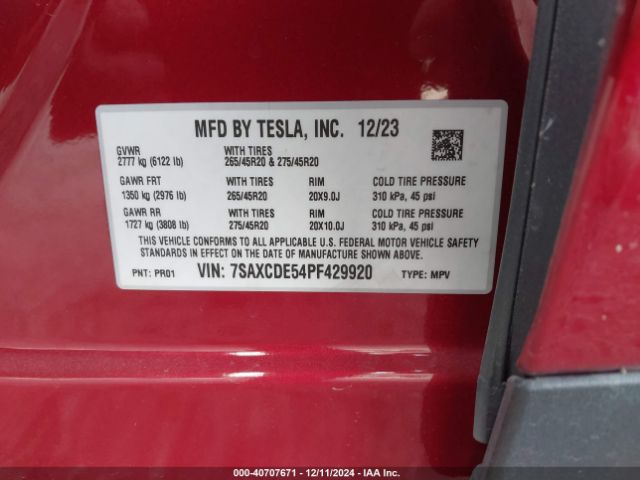 MFD BY TESLA, INC. 12/23
GVWR WITH TIRES
2777 kg (6122 lb) 265/45R20 & 275/45R20
GAWR FRT WITH TIRES RIM COLD TIRE PRESSURE
1350 kg (2976 lb) 265/45R20 20X9.0J 310 kPa, 45 psi
GAWR RR WITH TIRES RIM COLD TIRE PRESSURE
1727 kg (3808 lb) 275/45R20 20X10.0J 310 kPa, 45 psi
THIS VEHICLE CONFORMS TO ALL APPLICABLE U.S. FEDERAL MOTOR VEHICLE SAFETY
STANDARDS IN EFFECT ON THE DATE OF MANUFACTURE SHOWN ABOVE.
PNT: PR01 VIN: 7SAXCDE54PF429920 TYPE: MPV
000-40707671 - 12/11/2024 - IAA Inc.